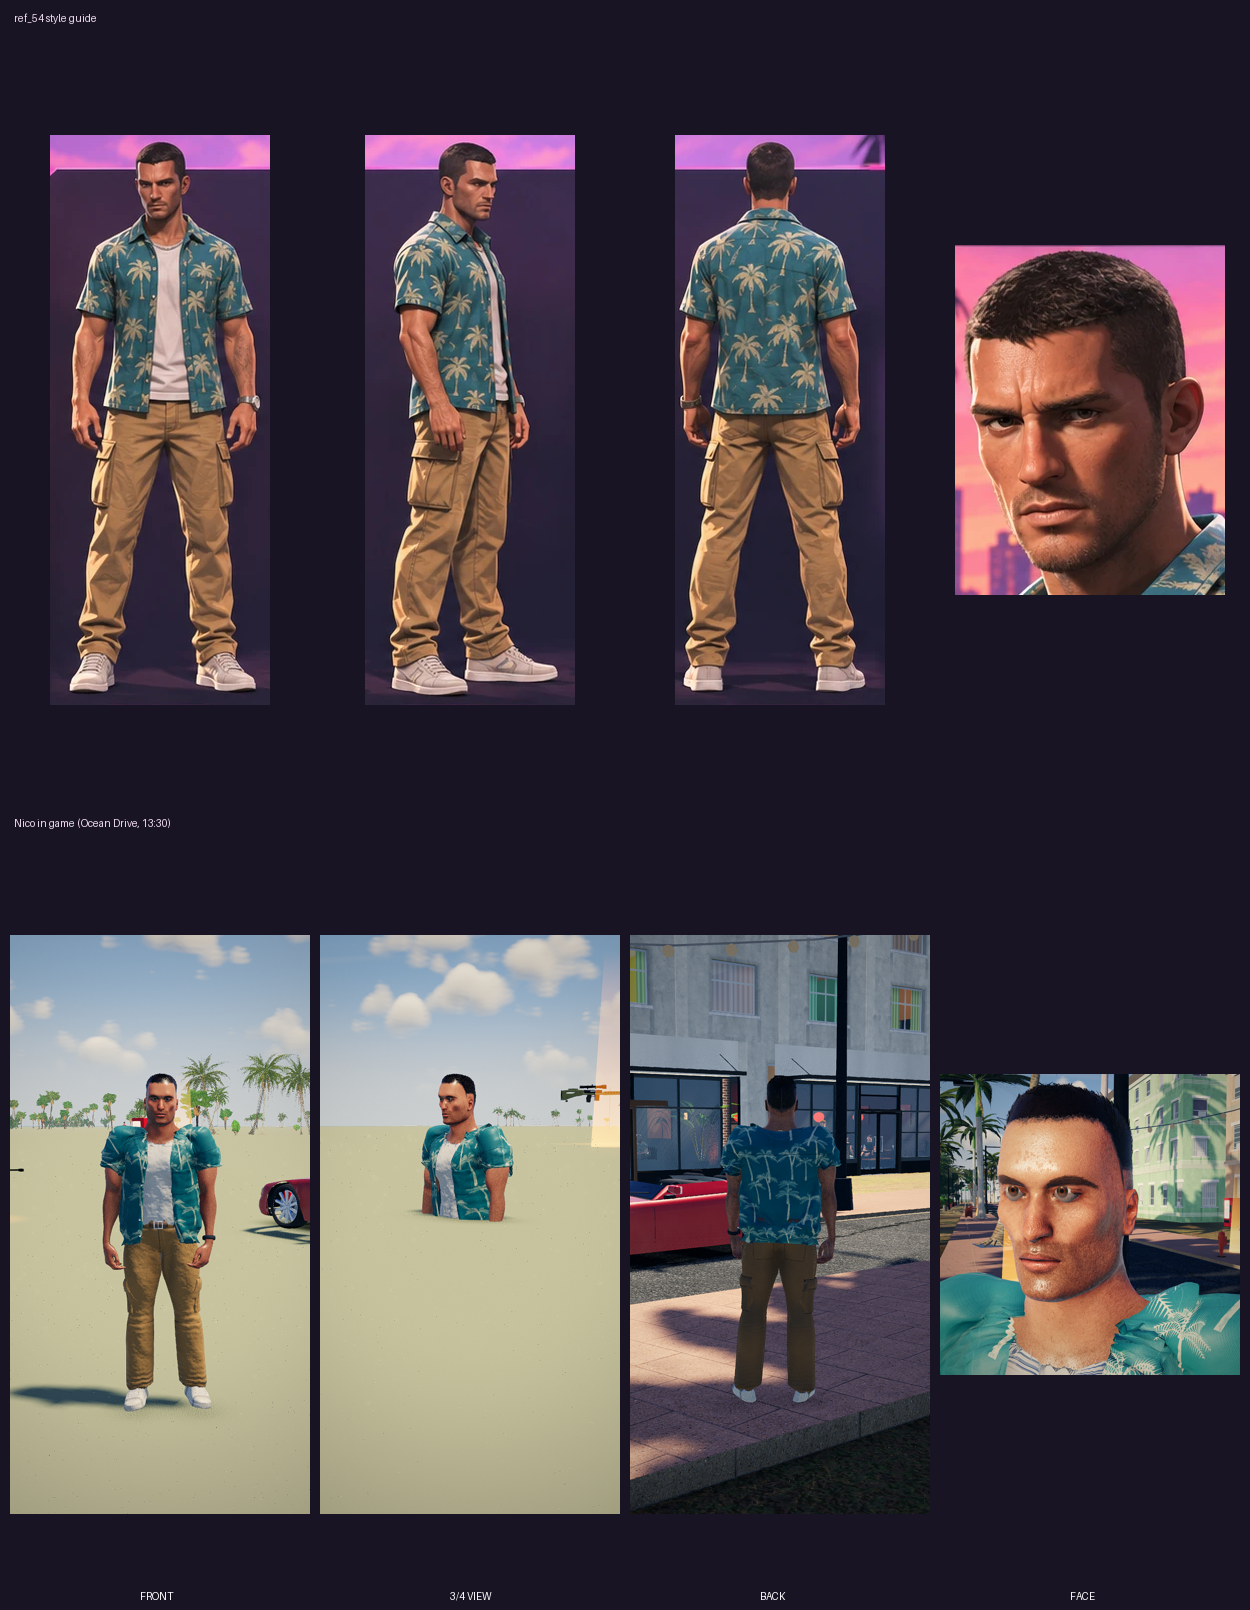 ref_54 style guide
Nico in game (Ocean Drive, 13:30)
FRONT
3/4 VIEW
BACK
FACE